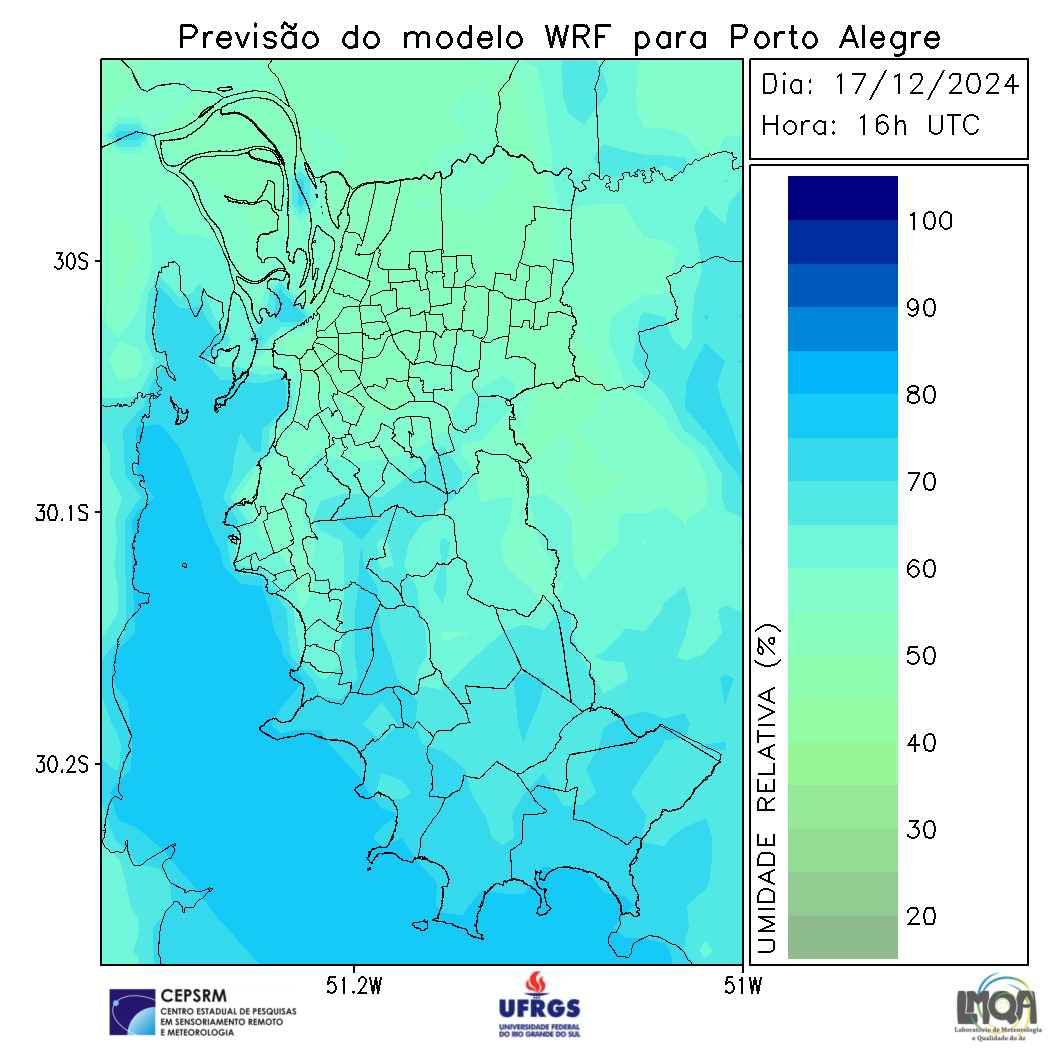 Previsão do modelo WRF para Porto Alegre
Dia: 17/12/2024
Hora: 16h UTC
30S
30.1S
30.2S
51.2W
51W
100
90
80
70
60
50
40
30
20
UMIDADE RELATIVA (%)
CEPSRM
CENTRO ESTADUAL DE PESQUISAS
EM SENSORIAMENTO REMOTO
E METEOROLOGIA
UFRGS
UNIVERSIDADE FEDERAL
DO RIO GRANDE DO SUL
LMQA
Laboratório de Meteorologia
e Qualidade do Ar